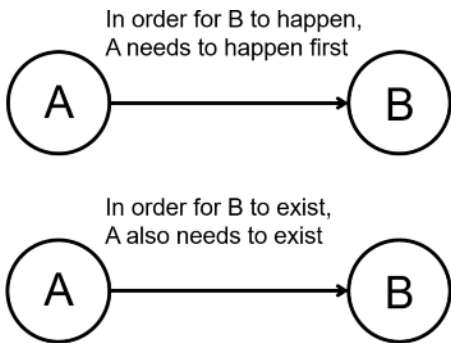 In order for B to happen,
A needs to happen first
A
B
In order for B to exist,
A also needs to exist
A
B